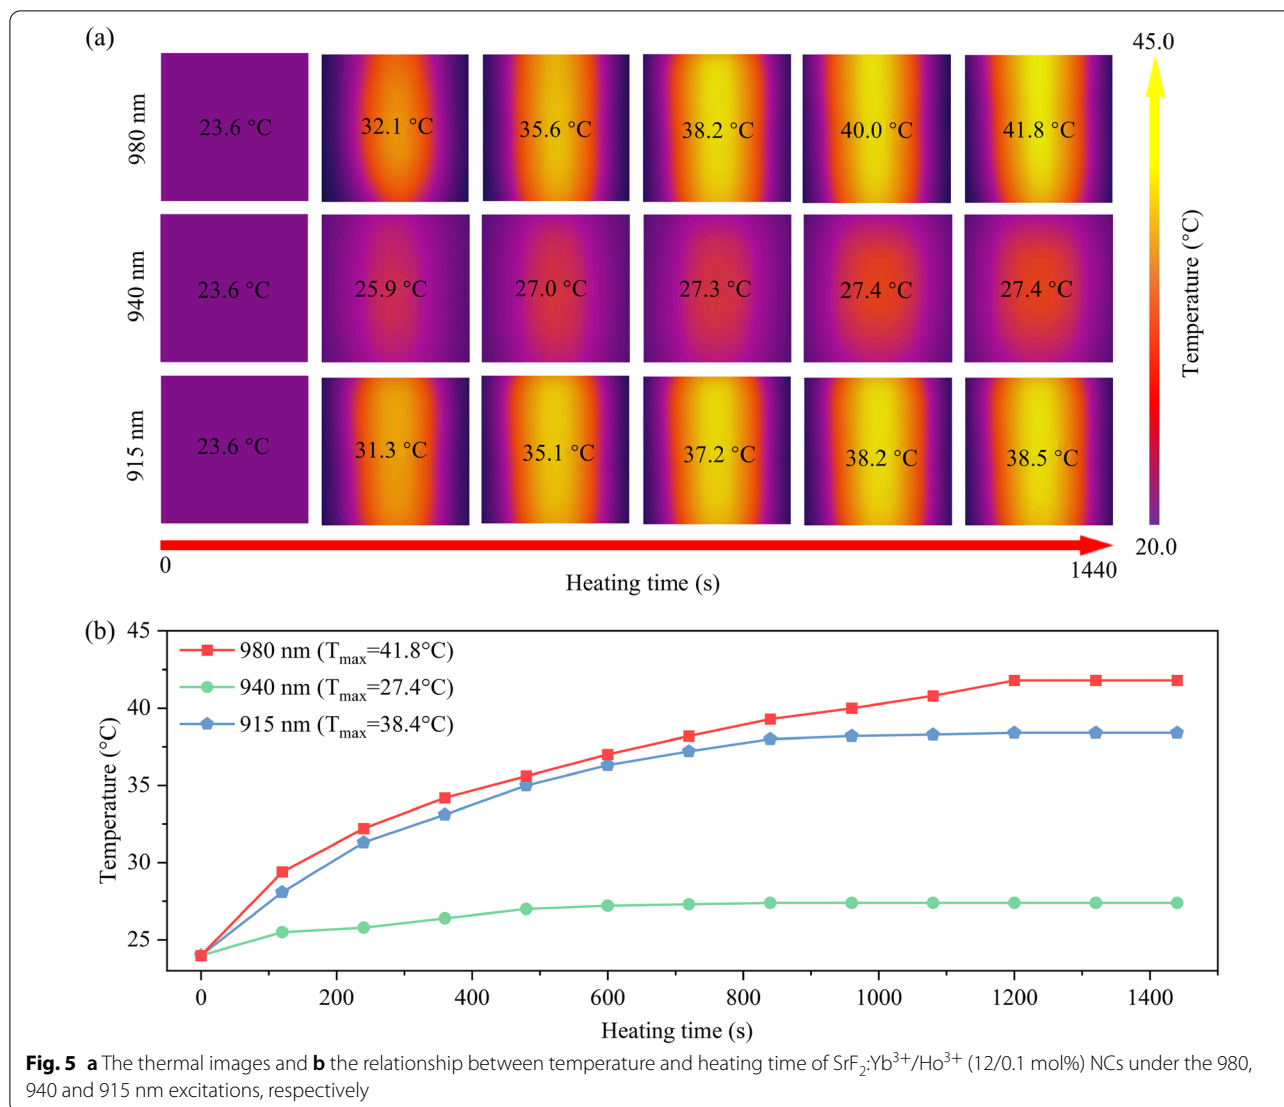 (a)
45.0
980 nm
23.6 °C
32.1 °C
35.6 °C
38.2 °C
40.0 °C
41.8 °C
940 nm
23.6 °C
25.9 °C
27.0 °C
27.3 °C
27.4 °C
27.4 °C
Temperature (°C)
915 nm
23.6 °C
31.3 °C
35.1 °C
37.2 °C
38.2 °C
38.5 °C
20.0
0
1440
Heating time (s)
(b)
45
40
35
30
25
Temperature (°C)
980 nm (Tmax=41.8°C)
940 nm (Tmax=27.4°C)
915 nm (Tmax=38.4°C)
0
200
400
600
800
1000
1200
1400
Heating time (s)
Fig. 5 a The thermal images and b the relationship between temperature and heating time of SrF₂:Yb³⁺/Ho³⁺ (12/0.1 mol%) NCs under the 980,
940 and 915 nm excitations, respectively